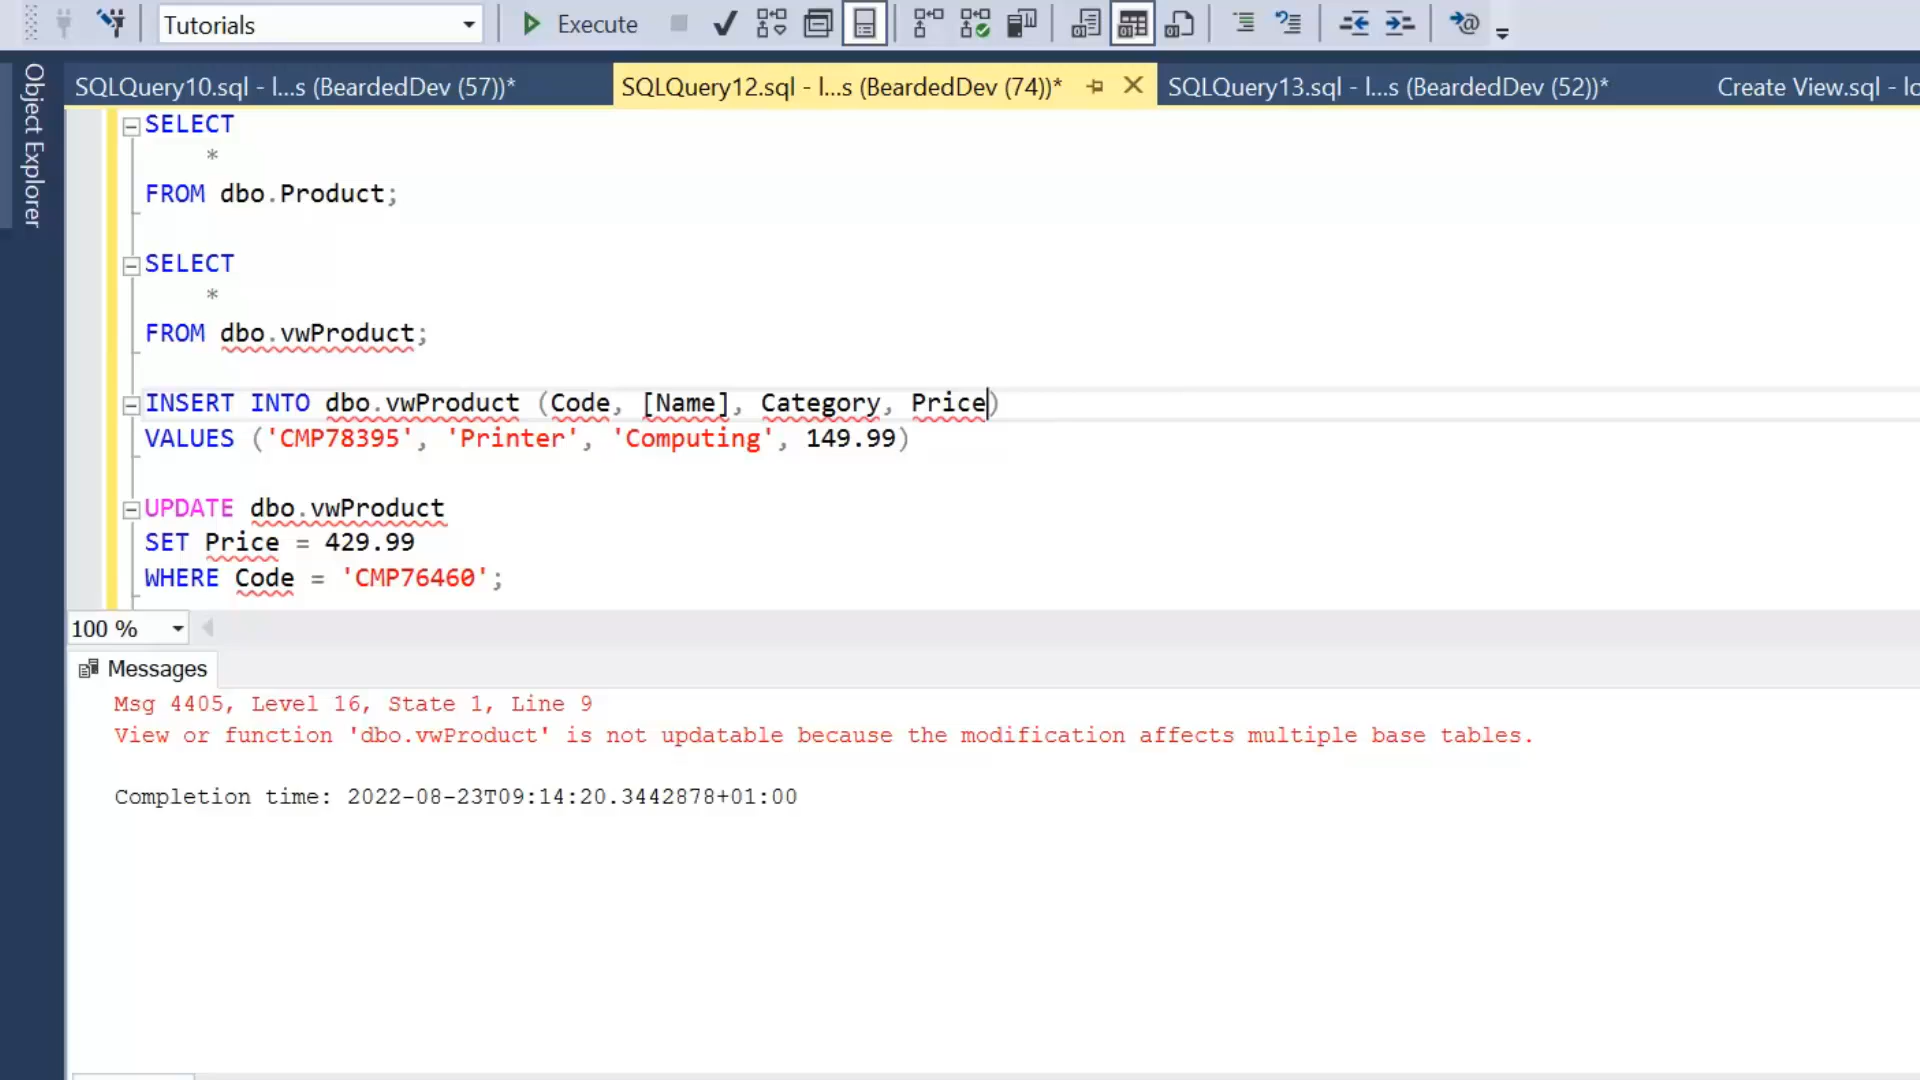 Tutorials
Execute
Object Explorer
SQLQuery10.sql - l...s (BeardedDev (57))*
SQLQuery12.sql - l...s (BeardedDev (74))*
SQLQuery13.sql - l...s (BeardedDev (52))*
Create View.sql - lo
SELECT
*
FROM dbo.Product;
SELECT
*
FROM dbo.vwProduct;
INSERT INTO dbo.vwProduct (Code, [Name], Category, Price)
VALUES ('CMP78395', 'Printer', 'Computing', 149.99)
UPDATE dbo.vwProduct
SET Price = 429.99
WHERE Code = 'CMP76460';
100 %
Messages
Msg 4405, Level 16, State 1, Line 9
View or function 'dbo.vwProduct' is not updatable because the modification affects multiple base tables.
Completion time: 2022-08-23T09:14:20.3442878+01:00